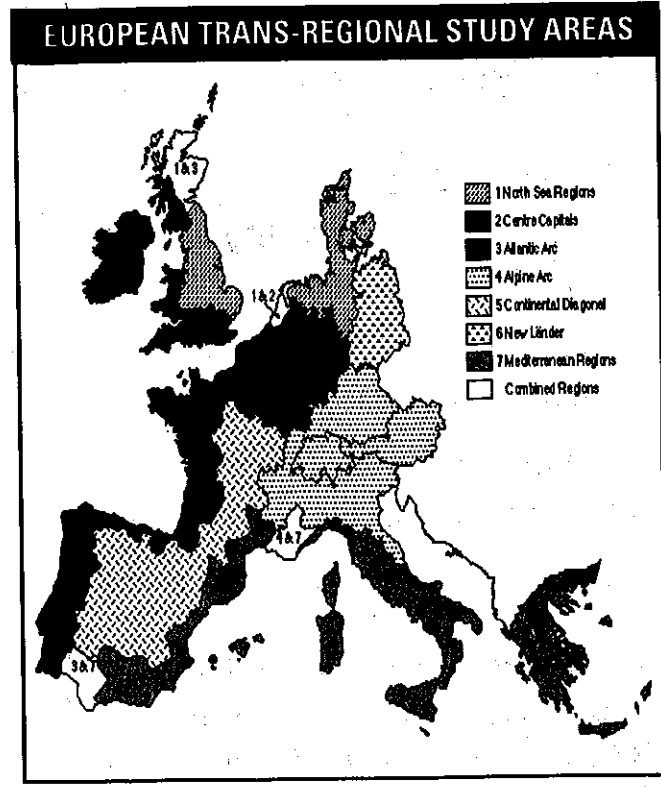 EUROPEAN TRANS-REGIONAL STUDY AREAS
1 & 3
1 North Sea Regions
2 Centre Capitals
3 Atlantic Arc
4 Alpine Arc
5 Continental Diagonal
6 New Länder
7 Mediterranean Regions
Combined Regions
1 & 2
4 & 7
3 & 7